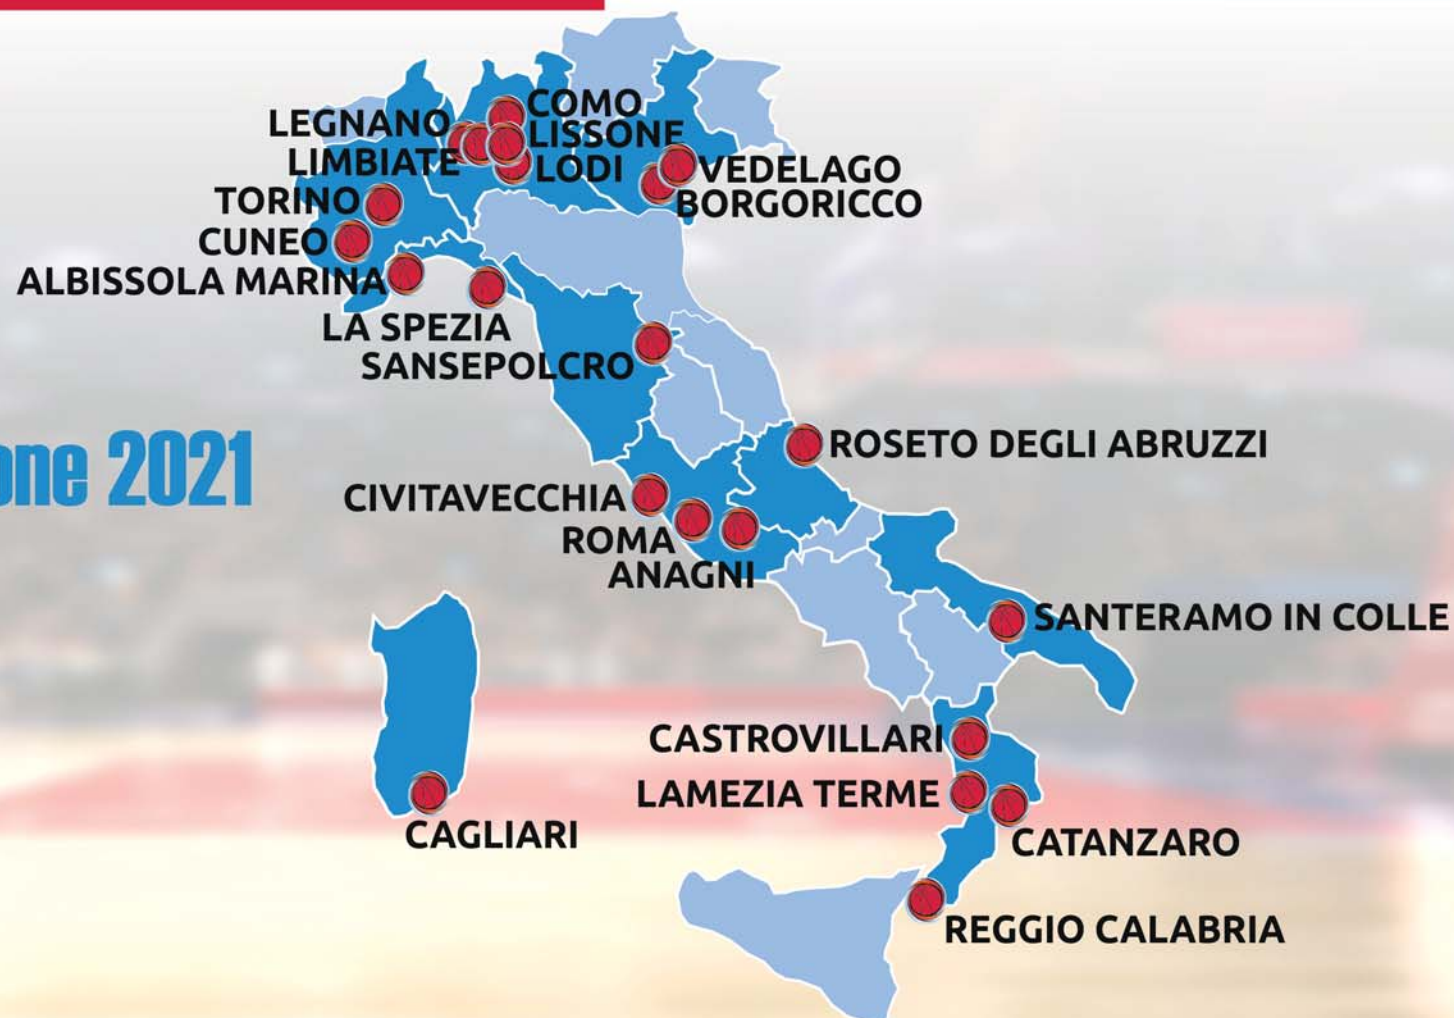 COMO
LEGNANO
LISSONE
LIMBIATE
LODI
VEDELAGO
TORINO
BORGORICCO
CUNEO
ALBISSOLA MARINA
LA SPEZIA
SANSEPOLCRO
ROSETO DEGLI ABRUZZI
one 2021
CIVITAVECCHIA
ROMA
ANAGNI
SANTERAMO IN COLLE
CASTROVILLARI
LAMEZIA TERME
CAGLIARI
CATANZARO
REGGIO CALABRIA